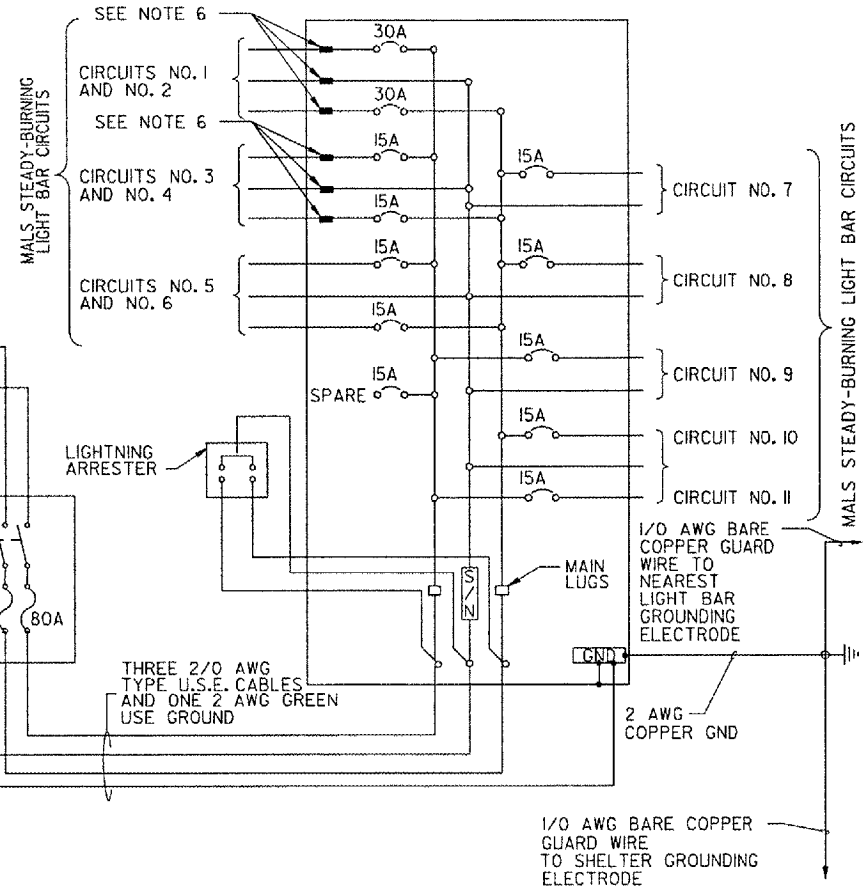 SEE NOTE 6
30A
CIRCUITS NO. 1
AND NO. 2
30A
SEE NOTE 6
15A
MALS STEADY-BURNING
LIGHT BAR CIRCUITS
CIRCUITS NO. 3
AND NO. 4
15A
15A
CIRCUIT NO. 7
15A
15A
CIRCUITS NO. 5
AND NO. 6
CIRCUIT NO. 8
15A
15A
15A
SPARE
CIRCUIT NO. 9
15A
CIRCUIT NO. 10
15A
CIRCUIT NO. 11
MALS STEADY-BURNING LIGHT BAR CIRCUITS
LIGHTNING
ARRESTER
1/0 AWG BARE
COPPER GUARD
WIRE TO
NEAREST
LIGHT BAR
GROUNDING
ELECTRODE
MAIN
LUGS
S/N
80A
GND
THREE 2/0 AWG
TYPE U.S.E. CABLES
AND ONE 2 AWG GREEN
USE GROUND
2 AWG
COPPER GND
1/0 AWG BARE COPPER
GUARD WIRE
TO SHELTER GROUNDING
ELECTRODE